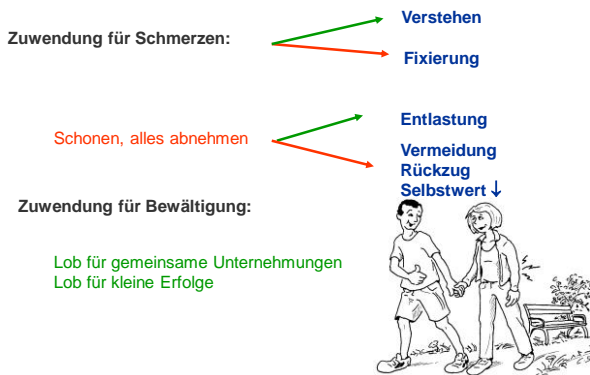 Verstehen
Zuwendung für Schmerzen:
Fixierung
Entlastung
Schonen, alles abnehmen
Vermeidung
Rückzug
Selbstwert ↓
Zuwendung für Bewältigung:
Lob für gemeinsame Unternehmungen
Lob für kleine Erfolge